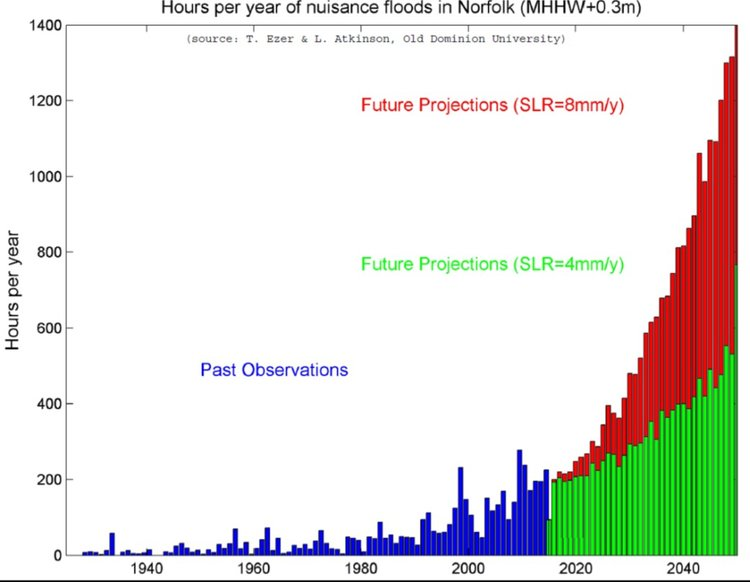 Hours per year of nuisance floods in Norfolk (MHHW+0.3m)
1400
(source: T. Ezer & L. Atkinson, Old Dominion University)
Future Projections (SLR=8mm/y)
1200
1000
800
Future Projections (SLR=4mm/y)
Hours per year
600
Past Observations
400
200
0
1940 1960 1980 2000 2020 2040